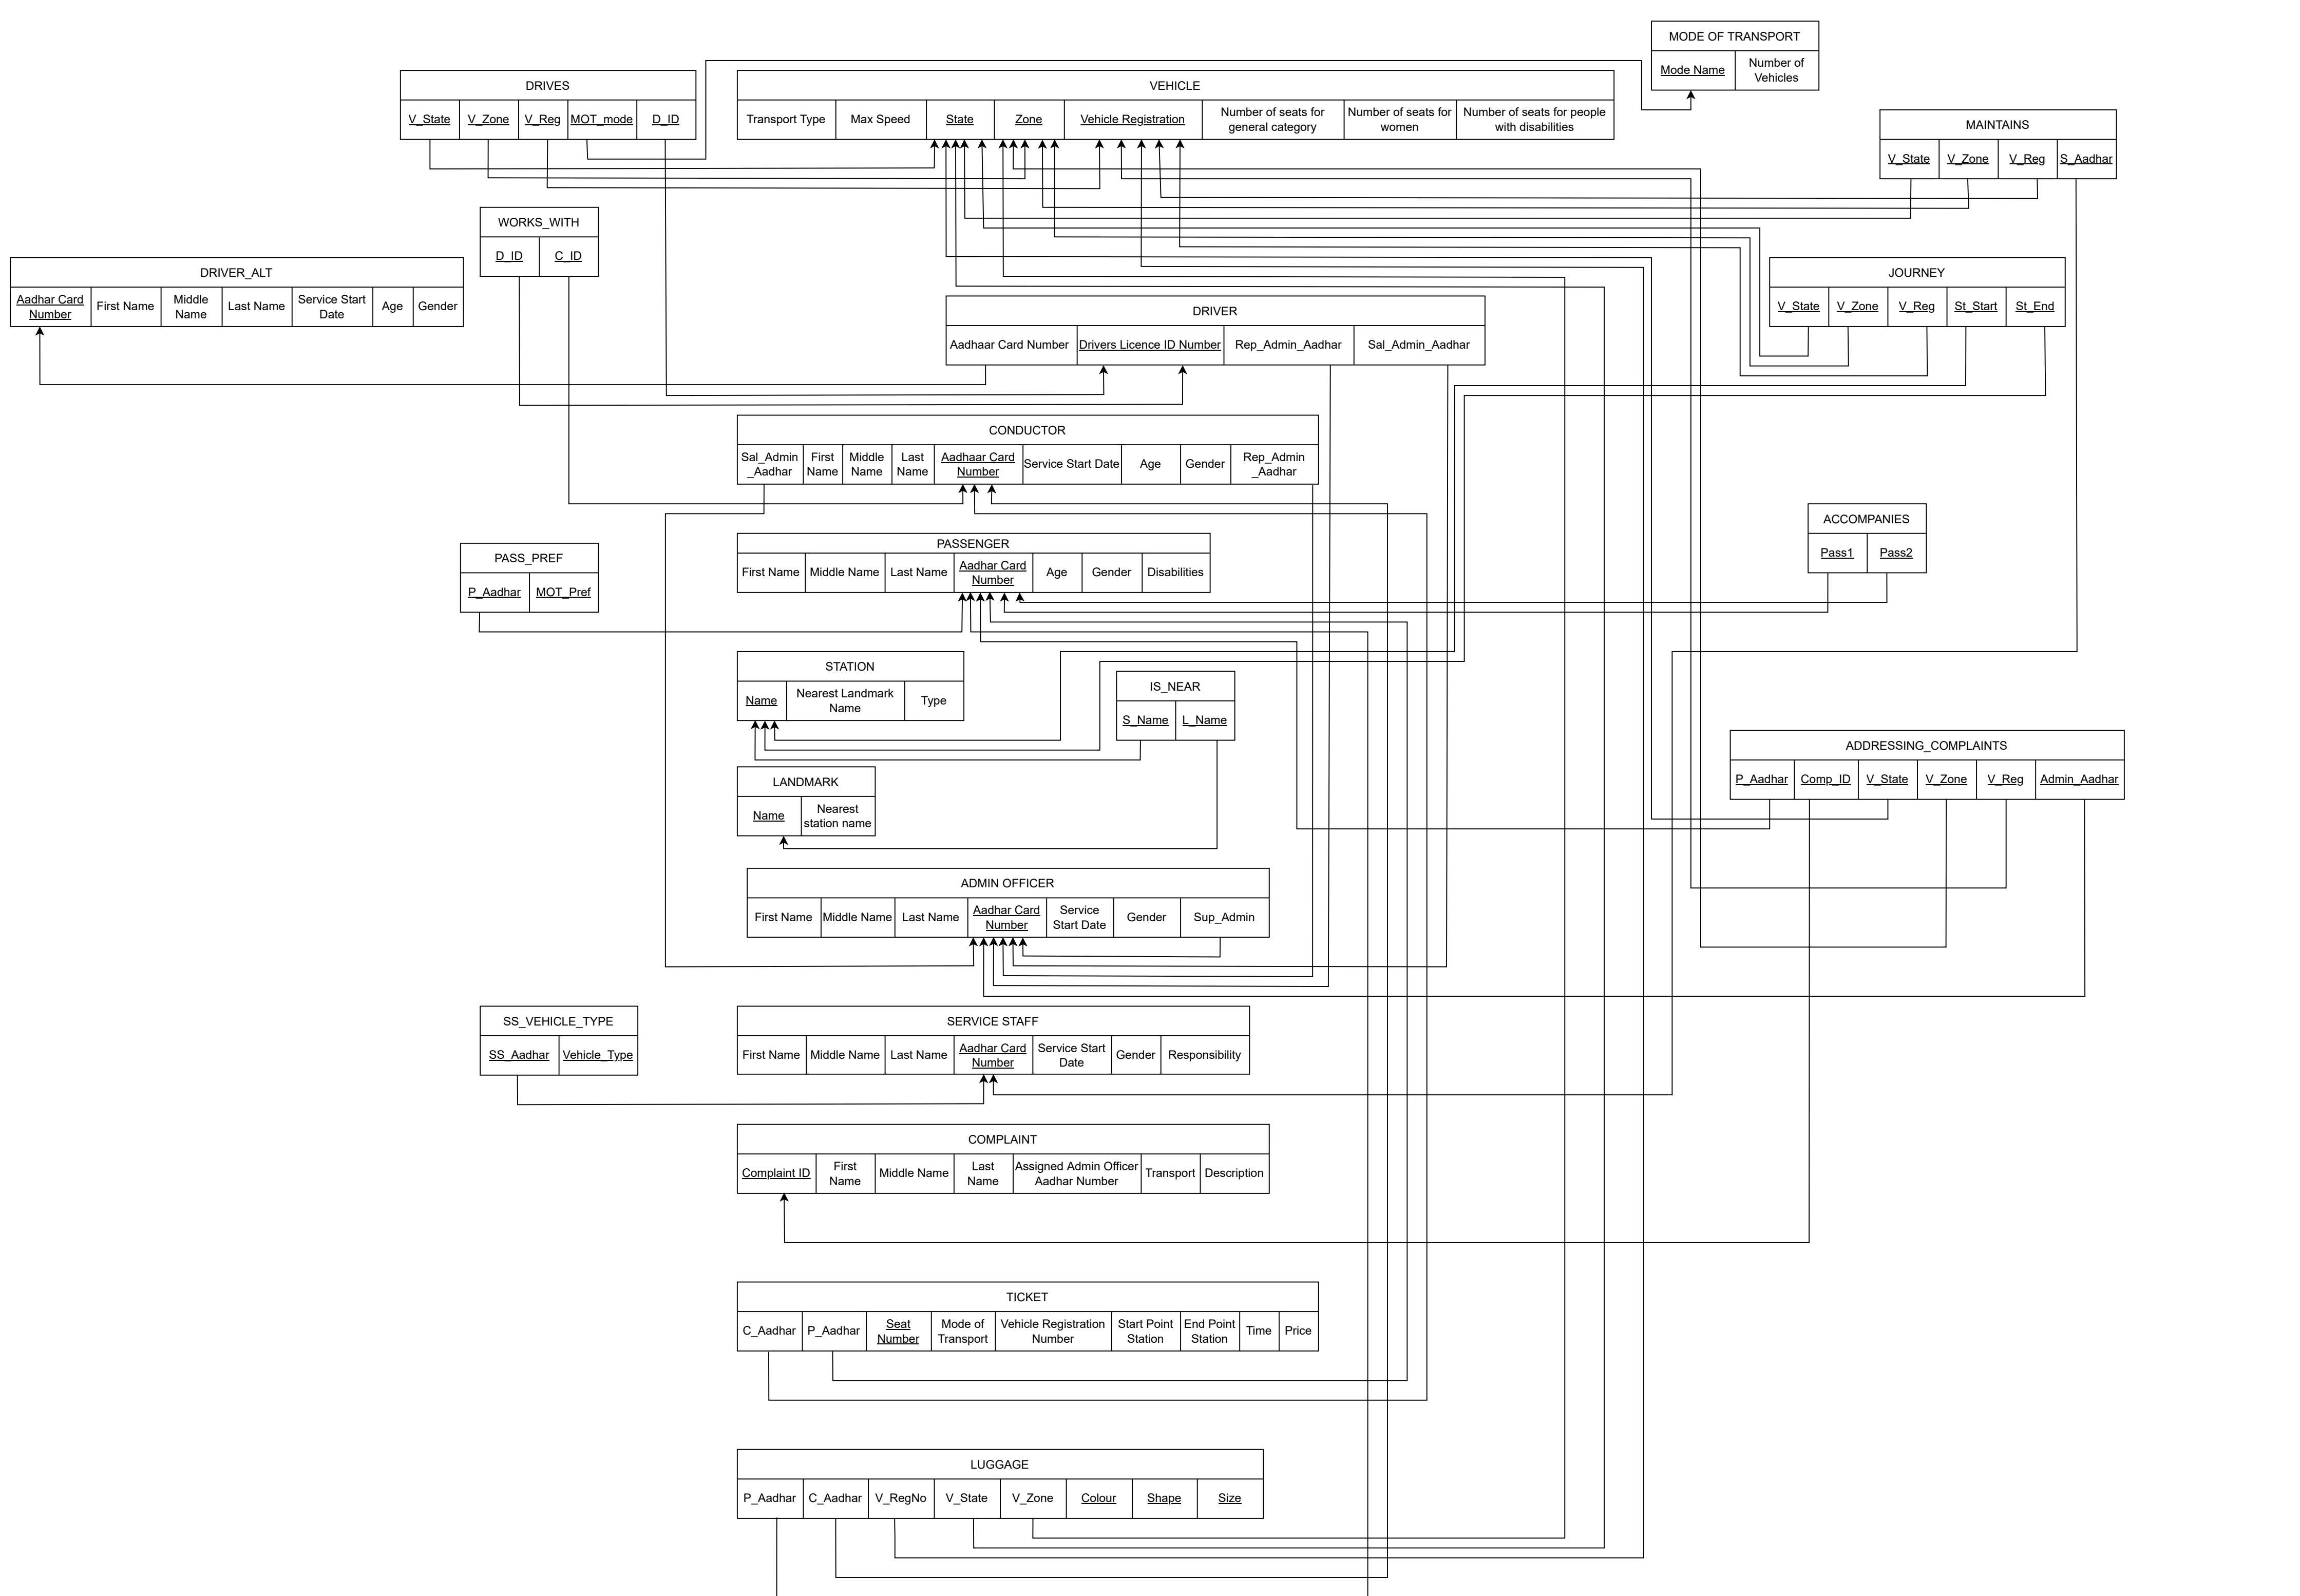 MODE OF TRANSPORT
Mode Name
Number of
Vehicles
DRIVES
V_State
V_Zone
V_Reg
MOT_mode
D_ID
VEHICLE
Transport Type
Max Speed
State
Zone
Vehicle Registration
Number of seats for
general category
Number of seats for
women
Number of seats for people
with disabilities
MAINTAINS
V_State
V_Zone
V_Reg
S_Aadhar
WORKS_WITH
D_ID
C_ID
DRIVER_ALT
Aadhar Card
Number
First Name
Middle
Name
Last Name
Service Start
Date
Age
Gender
JOURNEY
V_State
V_Zone
V_Reg
St_Start
St_End
DRIVER
Aadhaar Card Number
Drivers Licence ID Number
Rep_Admin_Aadhar
Sal_Admin_Aadhar
CONDUCTOR
Sal_Admin
_Aadhar
First
Name
Middle
Name
Last
Name
Aadhaar Card
Number
Service Start Date
Age
Gender
Rep_Admin
_Aadhar
ACCOMPANIES
Pass1
Pass2
PASSENGER
First Name
Middle Name
Last Name
Aadhar Card
Number
Age
Gender
Disabilities
PASS_PREF
P_Aadhar
MOT_Pref
STATION
Name
Nearest Landmark
Name
Type
IS_NEAR
S_Name
L_Name
ADDRESSING_COMPLAINTS
P_Aadhar
Comp_ID
V_State
V_Zone
V_Reg
Admin_Aadhar
LANDMARK
Name
Nearest
station name
ADMIN OFFICER
First Name
Middle Name
Last Name
Aadhar Card
Number
Service
Start Date
Gender
Sup_Admin
SS_VEHICLE_TYPE
SS_Aadhar
Vehicle_Type
SERVICE STAFF
First Name
Middle Name
Last Name
Aadhar Card
Number
Service Start
Date
Gender
Responsibility
COMPLAINT
Complaint ID
First
Name
Middle Name
Last
Name
Assigned Admin Officer
Aadhar Number
Transport
Description
TICKET
C_Aadhar
P_Aadhar
Seat
Number
Mode of
Transport
Vehicle Registration
Number
Start Point
Station
End Point
Station
Time
Price
LUGGAGE
P_Aadhar
C_Aadhar
V_RegNo
V_State
V_Zone
Colour
Shape
Size